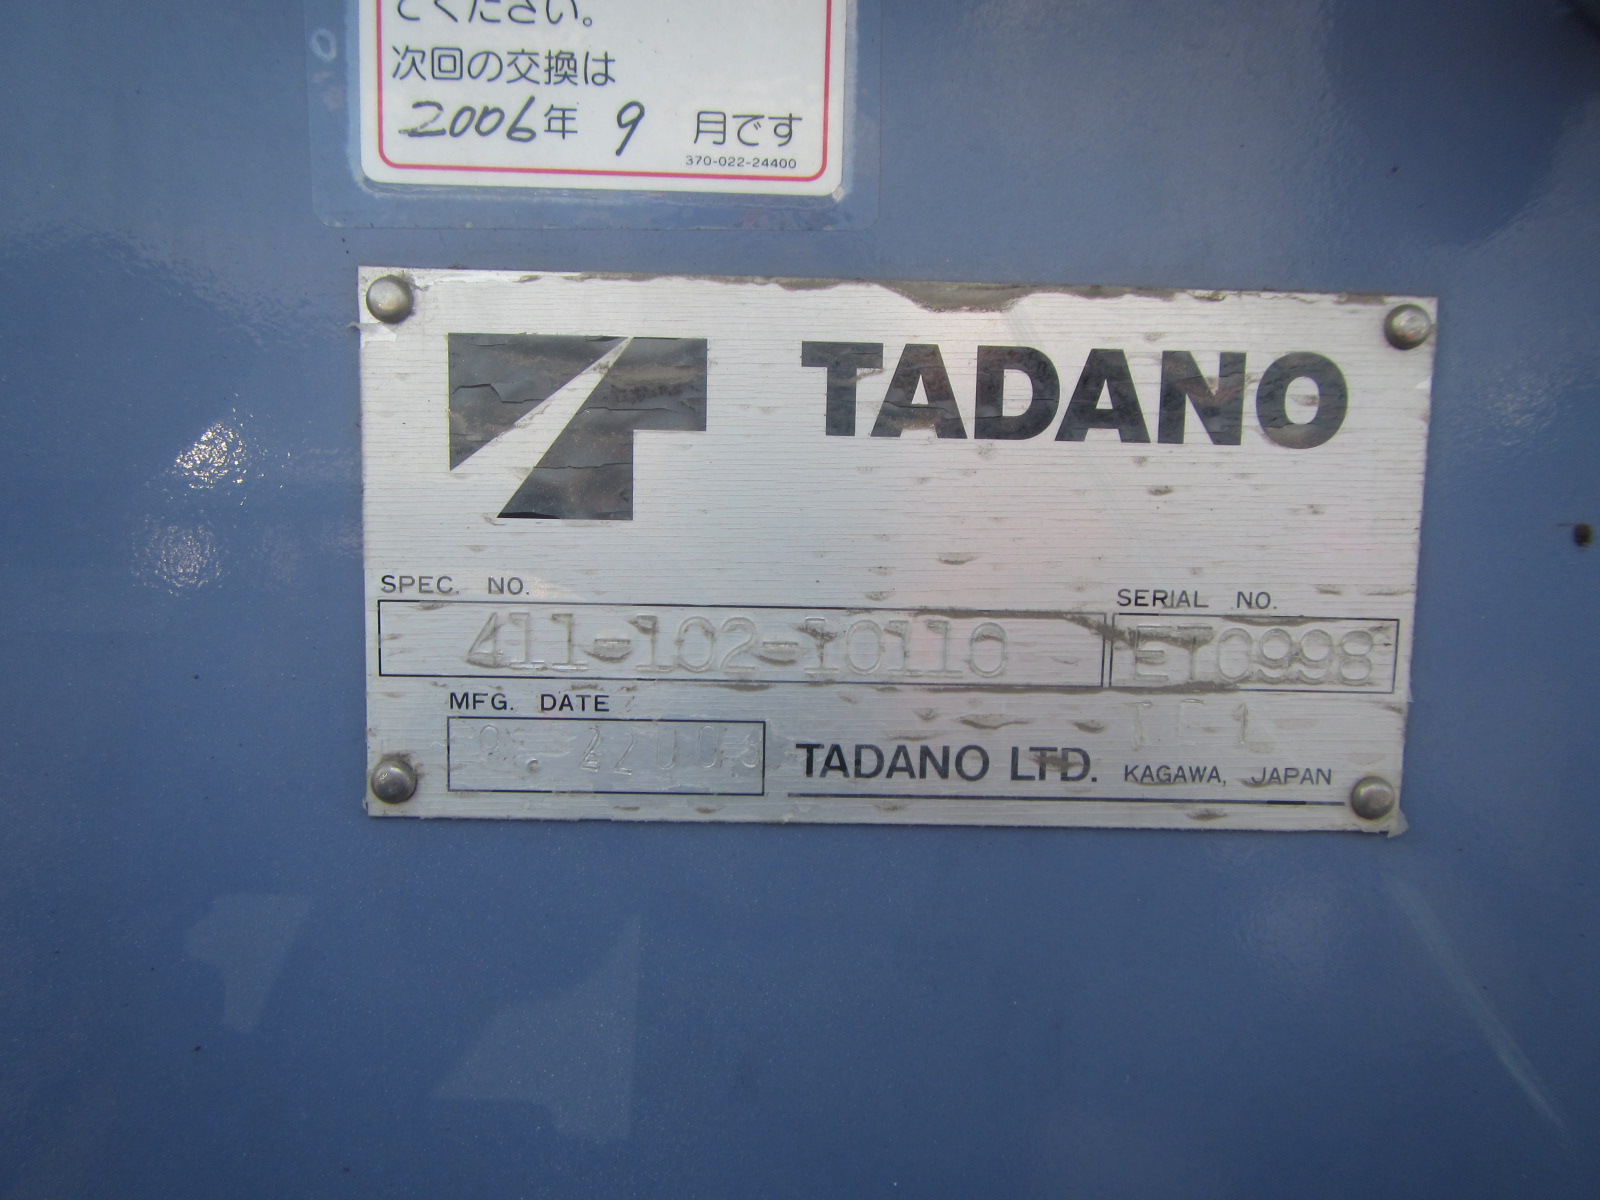 てください。
次回の交換は
2006年 9 月です
370-022-24400
TADANO
SPEC. NO.
SERIAL NO.
411-102-10110
ET0998
MFG. DATE
TADANO LTD. KAGAWA, JAPAN